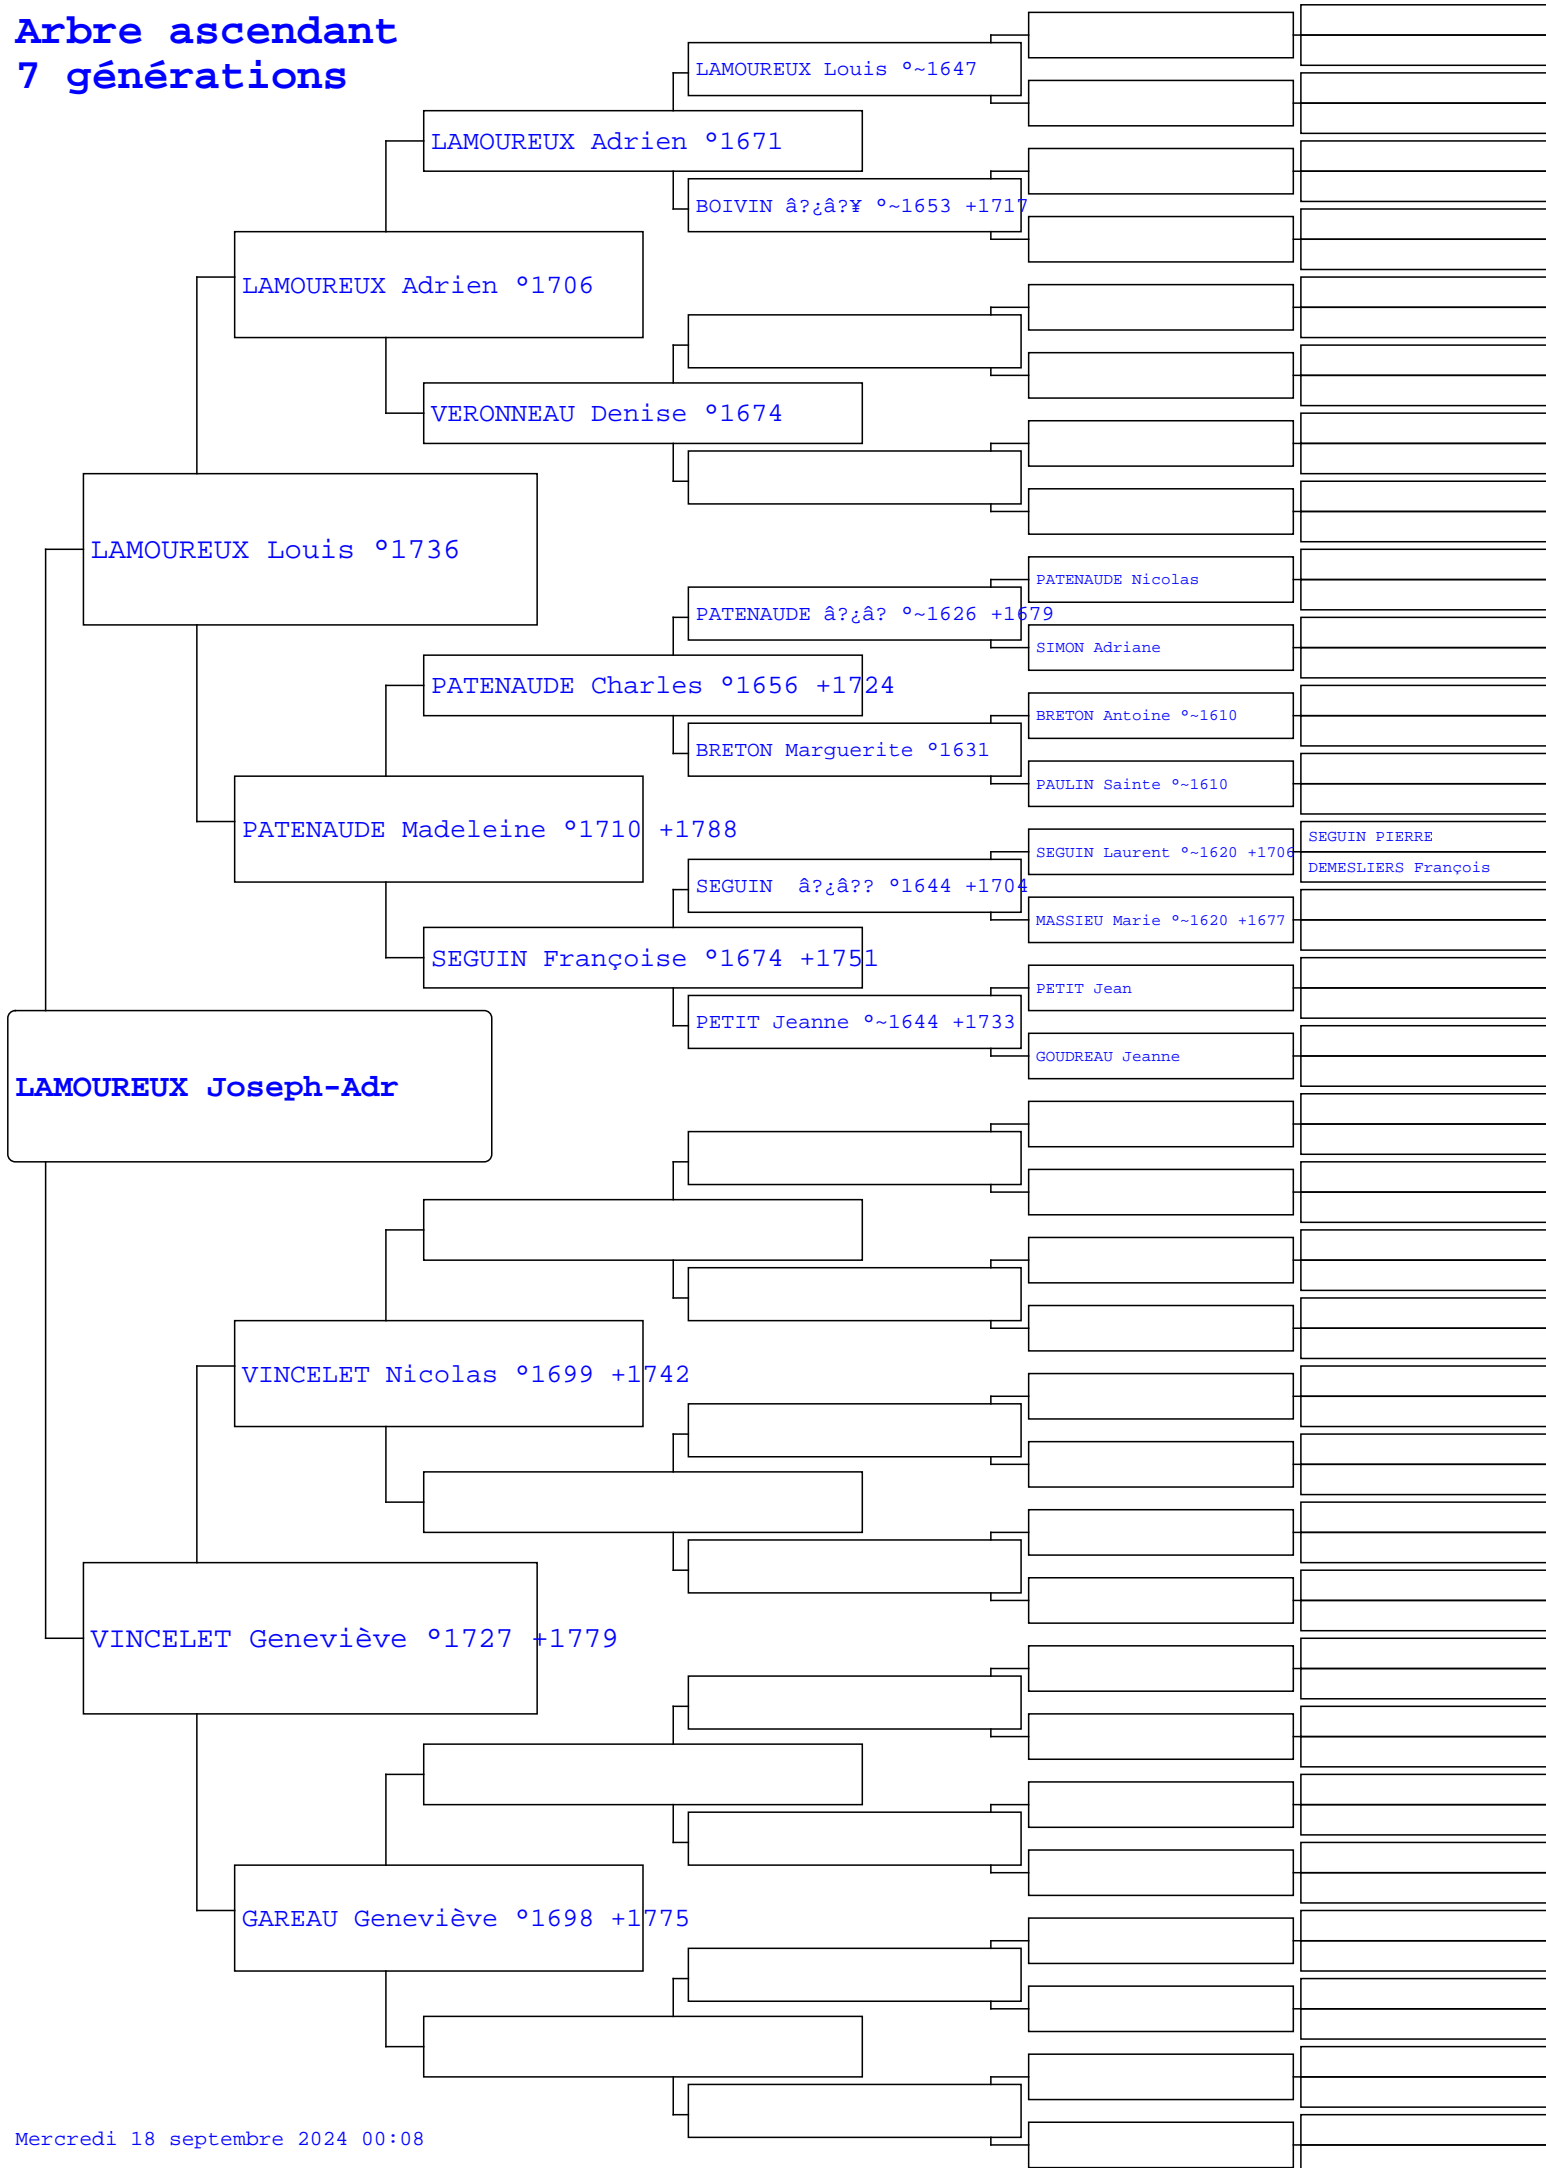 Arbre ascendant
7 générations
LAMOUREUX Louis °~1647
LAMOUREUX Adrien °1671
BOIVIN â?¿â?¥ °~1653 +1717
LAMOUREUX Adrien °1706
VERONNEAU Denise °1674
LAMOUREUX Louis °1736
PATENAUDE Nicolas
PATENAUDE â?¿â? °~1626 +1679
SIMON Adriane
PATENAUDE Charles °1656 +1724
BRETON Antoine °~1610
BRETON Marguerite °1631
PAULIN Sainte °~1610
PATENAUDE Madeleine °1710 +1788
SEGUIN PIERRE
SEGUIN Laurent °~1620 +1706
DEMESLIERS François
SEGUIN  â?¿â?? °1644 +1704
MASSIEU Marie °~1620 +1677
SEGUIN Françoise °1674 +1751
PETIT Jean
PETIT Jeanne °~1644 +1733
GOUDREAU Jeanne
LAMOUREUX Joseph-Adr
VINCELET Nicolas °1699 +1742
VINCELET Geneviève °1727 +1779
GAREAU Geneviève °1698 +1775
Mercredi 18 septembre 2024 00:08